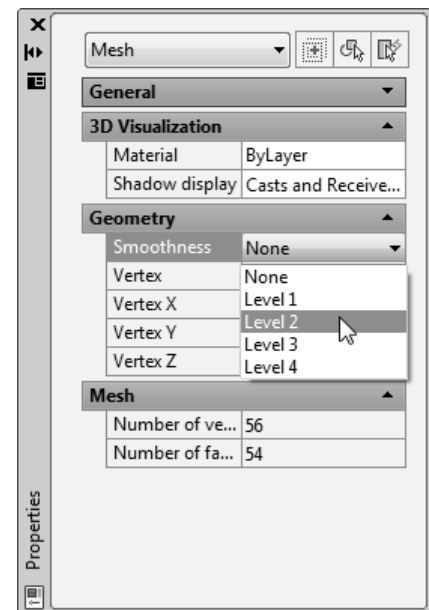 Mesh
General
3D Visualization
Material ByLayer
Shadow display Casts and Receive...
Geometry
Smoothness None
Vertex None
Vertex X Level 1
Level 2
Vertex Y Level 3
Vertex Z Level 4
Mesh
Number of ve... 56
Number of fa... 54
Properties